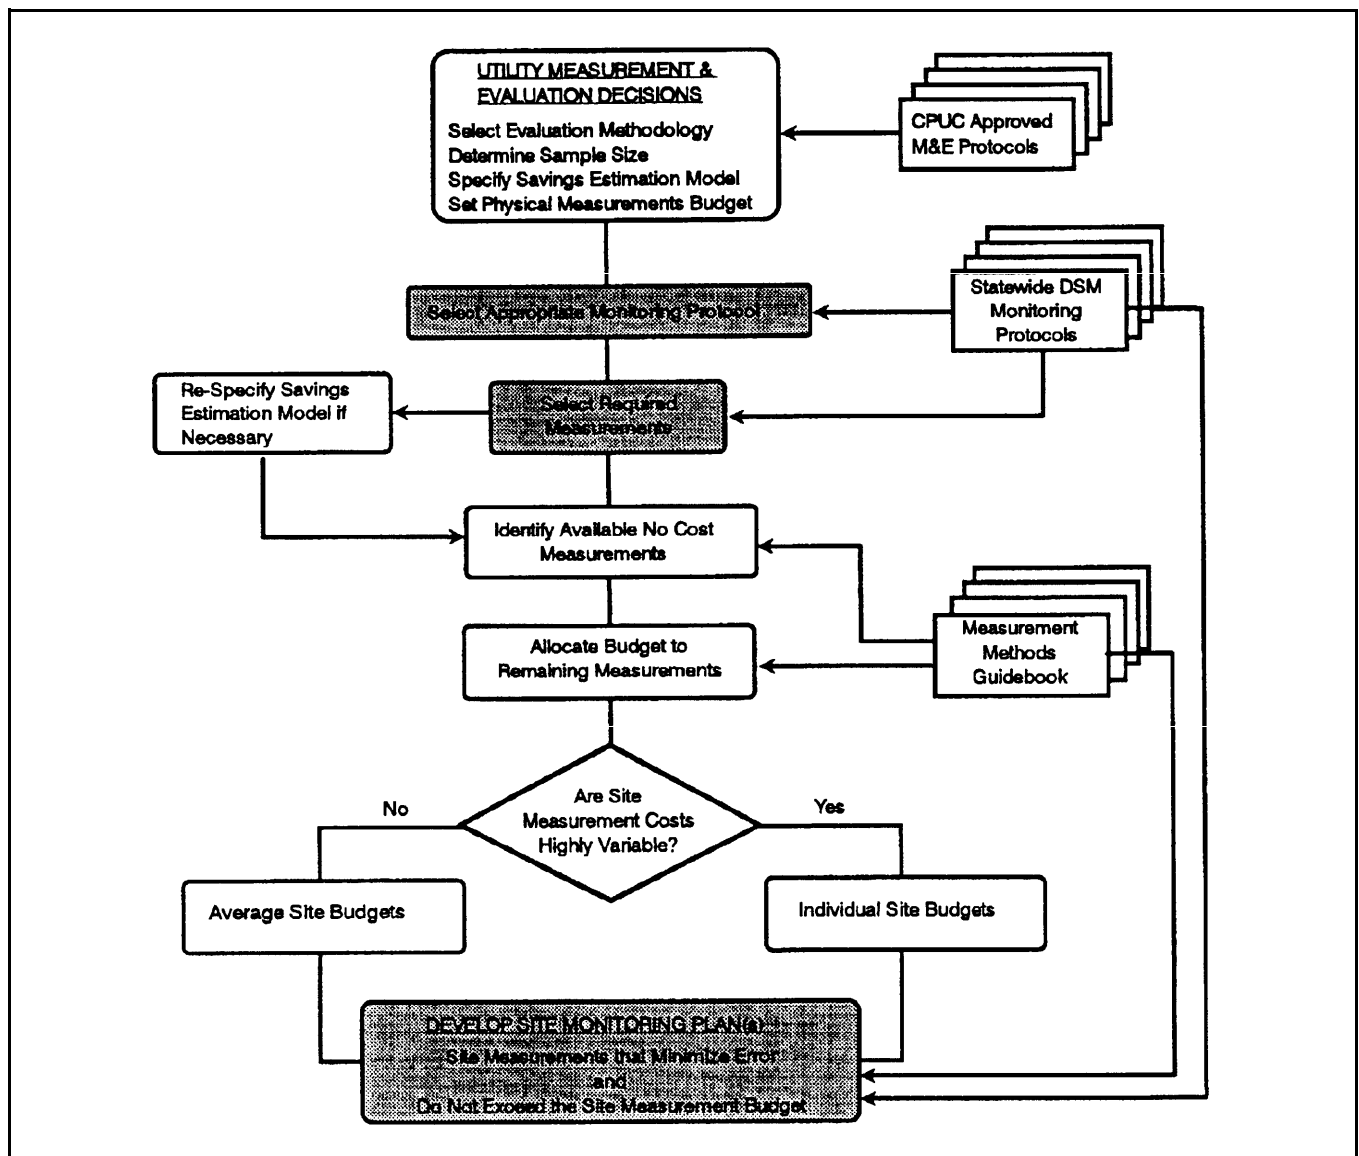 UTILITY MEASUREMENT &
EVALUATION DECISIONS
Select Evaluation Methodology
Determine Sample Size
Specify Savings Estimation Model
Set Physical Measurements Budget
CPUC Approved
M&E Protocols
Statewide DSM
Monitoring
Protocols
Select Appropriate Monitoring Protocol
Re-Specify Savings
Estimation Model if
Necessary
Select Required
Measurements
Identify Available No Cost
Measurements
Measurement
Methods
Guidebook
Allocate Budget to
Remaining Measurements
Are Site
Measurement Costs
Highly Variable?
No
Yes
Average Site Budgets
Individual Site Budgets
DEVELOP SITE MONITORING PLAN(s)
Site Measurements that Minimize Error
and
Do Not Exceed the Site Measurement Budget